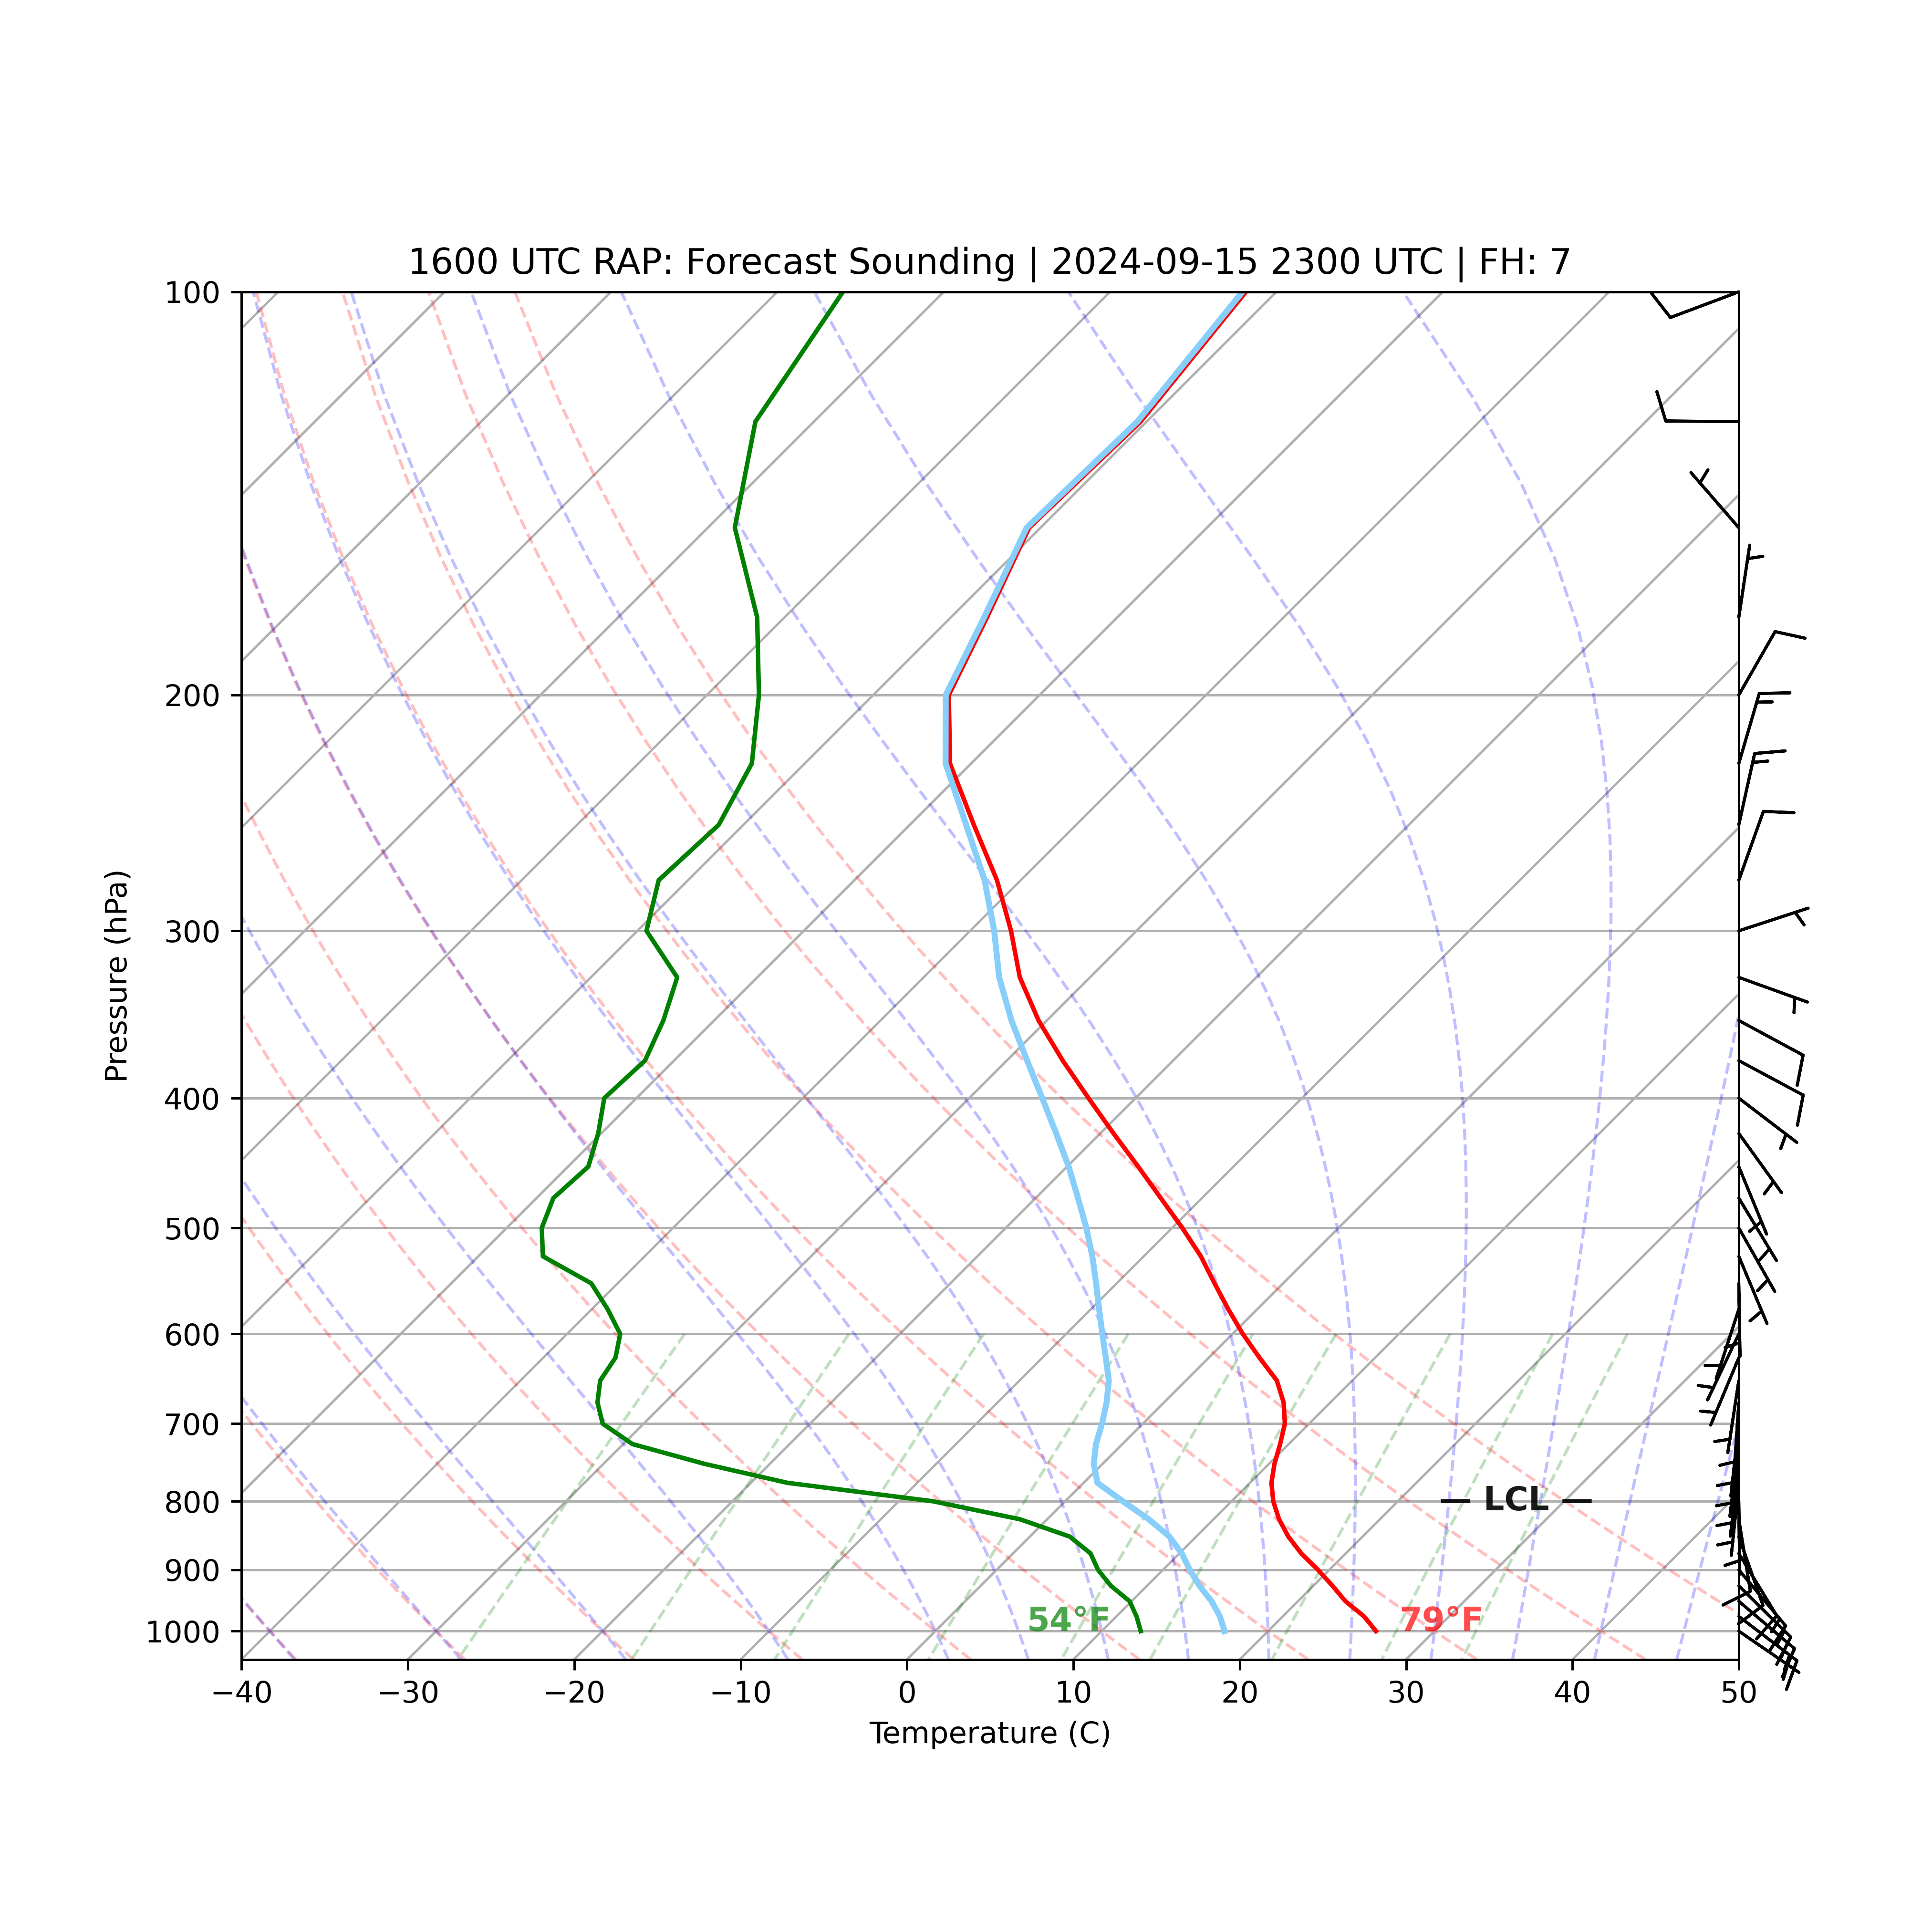 1600 UTC RAP: Forecast Sounding | 2024-09-15 2300 UTC | FH: 7
100
200
300
400
500
600
700
800
900
1000
Pressure (hPa)
LCL
54°F
79°F
−40 −30 −20 −10 0 10 20 30 40 50
Temperature (C)